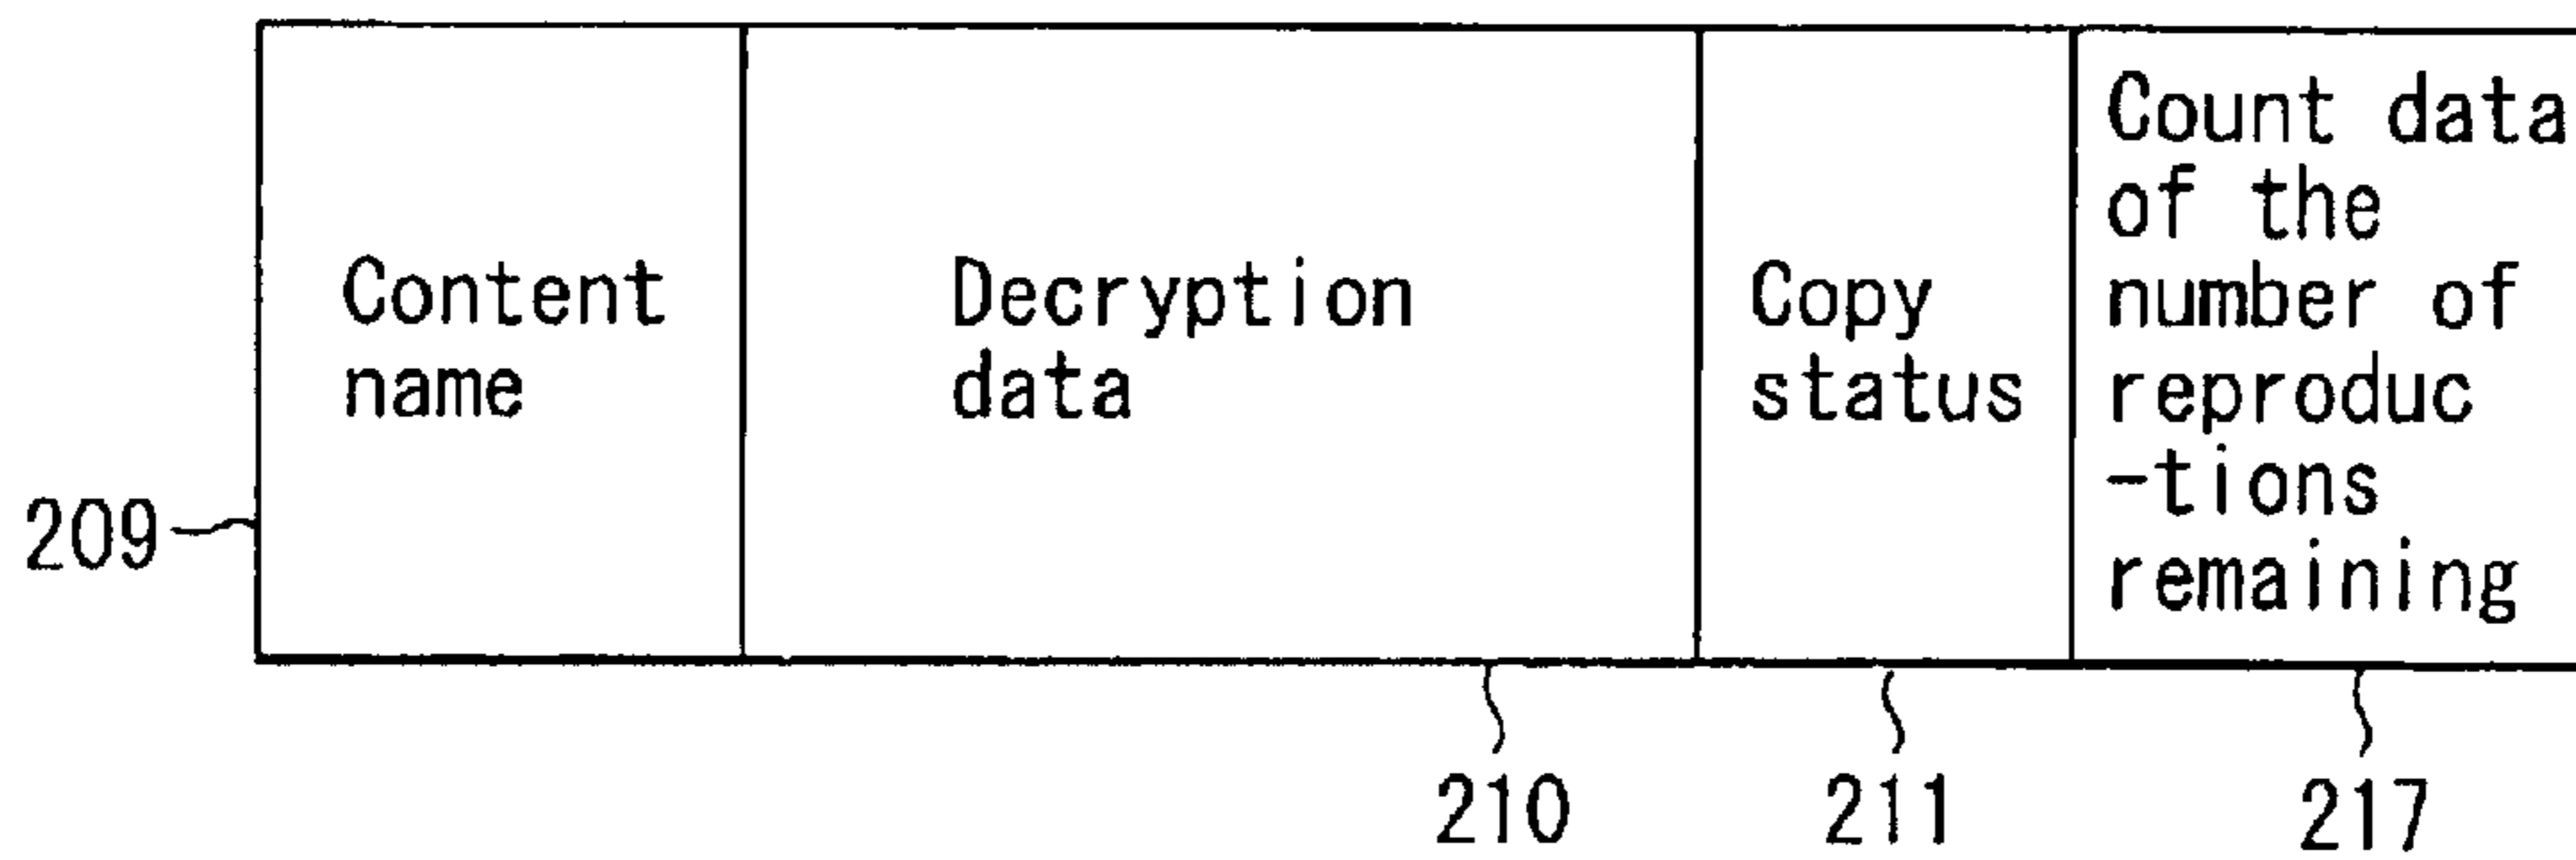 Content
name
Decryption
data
Copy
status
Count data
of the
number of
reproduc
-tions
remaining
209
210
211
217